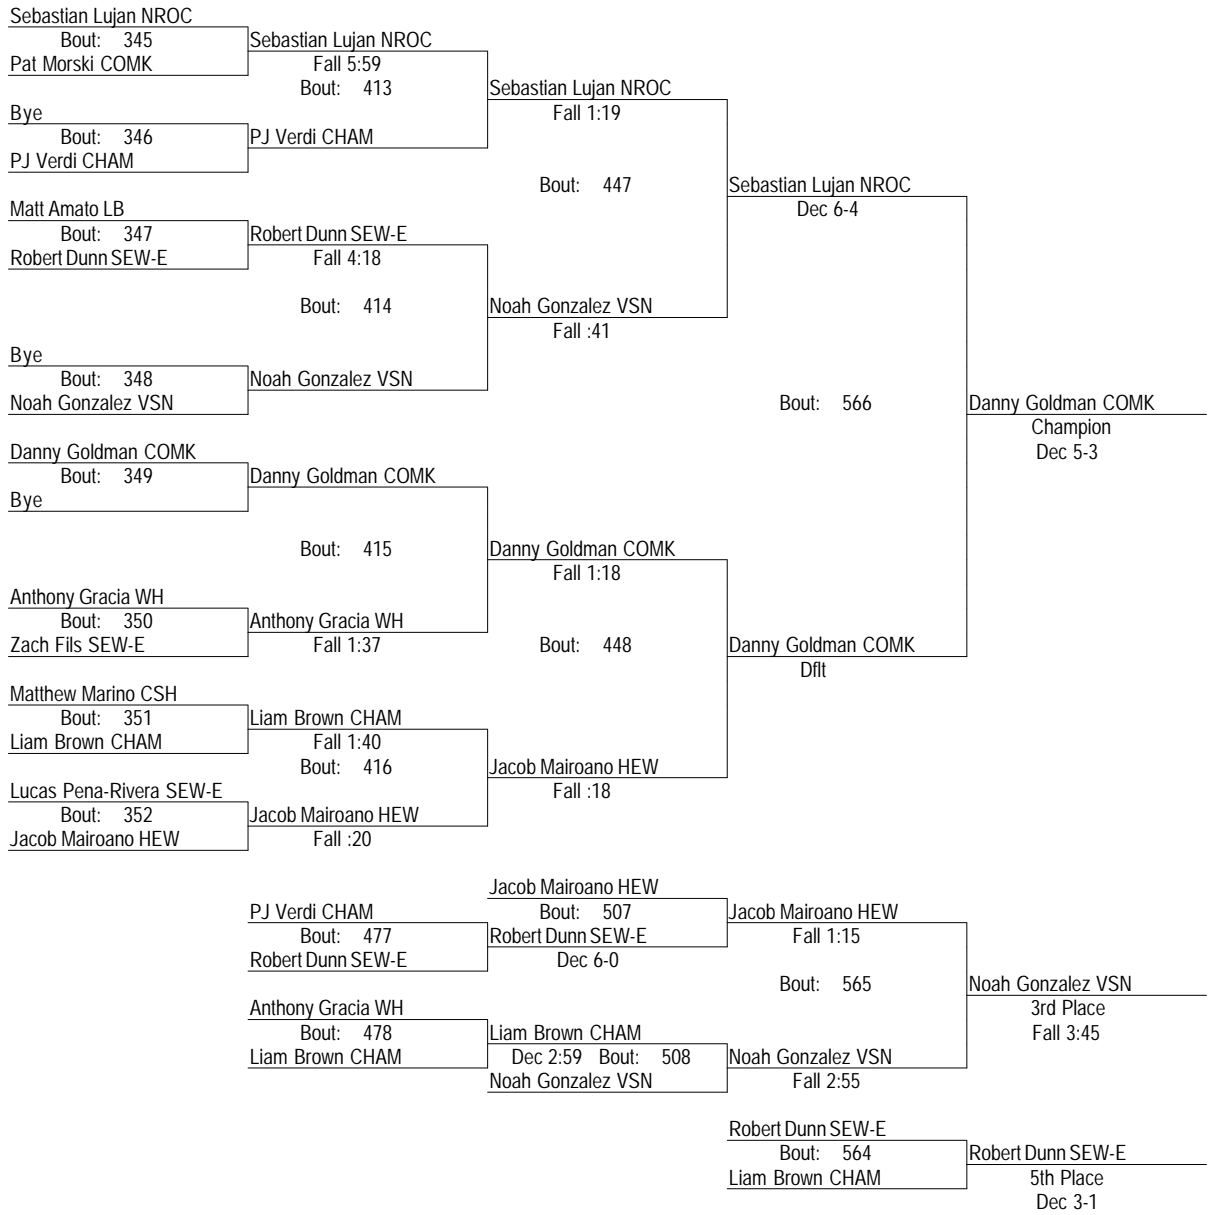 Sebastian Lujan NROC
Bout: 345
Pat Morski COMK
Sebastian Lujan NROC
Fall 5:59
Bout: 413
Bye
Bout: 346
PJ Verdi CHAM
PJ Verdi CHAM
Sebastian Lujan NROC
Fall 1:19
Bout: 447
Matt Amato LB
Bout: 347
Robert Dunn SEW-E
Robert Dunn SEW-E
Fall 4:18
Bout: 414
Bye
Bout: 348
Noah Gonzalez VSN
Noah Gonzalez VSN
Noah Gonzalez VSN
Fall :41
Sebastian Lujan NROC
Dec 6-4
Bout: 566
Danny Goldman COMK
Champion
Dec 5-3
Danny Goldman COMK
Bout: 349
Bye
Danny Goldman COMK
Bout: 415
Anthony Gracia WH
Bout: 350
Zach Fils SEW-E
Anthony Gracia WH
Fall 1:37
Danny Goldman COMK
Fall 1:18
Bout: 448
Danny Goldman COMK
Dflt
Matthew Marino CSH
Bout: 351
Liam Brown CHAM
Liam Brown CHAM
Fall 1:40
Bout: 416
Lucas Pena-Rivera SEW-E
Bout: 352
Jacob Mairoano HEW
Jacob Mairoano HEW
Fall :20
Jacob Mairoano HEW
Fall :18
Jacob Mairoano HEW
Bout: 507
Robert Dunn SEW-E
Dec 6-0
PJ Verdi CHAM
Bout: 477
Robert Dunn SEW-E
Jacob Mairoano HEW
Fall 1:15
Bout: 565
Anthony Gracia WH
Bout: 478
Liam Brown CHAM
Liam Brown CHAM
Dec 2:59 Bout: 508
Noah Gonzalez VSN
Noah Gonzalez VSN
Fall 2:55
Noah Gonzalez VSN
3rd Place
Fall 3:45
Robert Dunn SEW-E
Bout: 564
Liam Brown CHAM
Robert Dunn SEW-E
5th Place
Dec 3-1